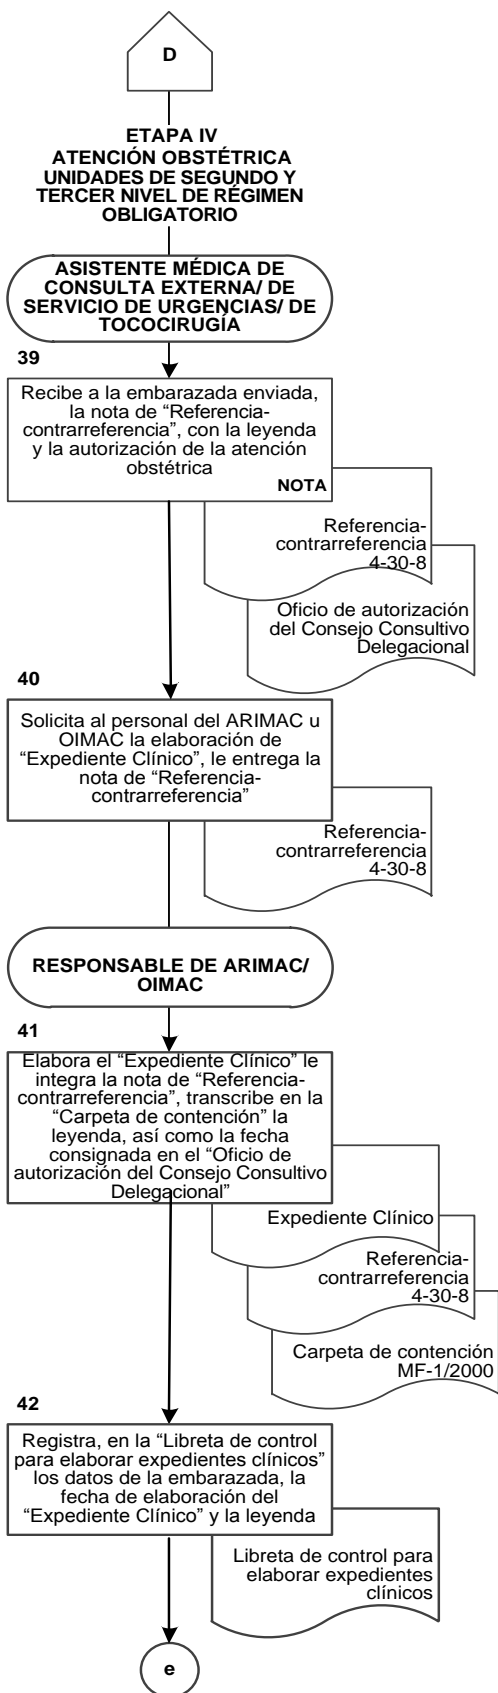 D
ETAPA IV
ATENCIÓN OBSTÉTRICA
UNIDADES DE SEGUNDO Y
TERCER NIVEL DE RÉGIMEN
OBLIGATORIO
ASISTENTE MÉDICA DE
CONSULTA EXTERNA/ DE
SERVICIO DE URGENCIAS/ DE
TOCOCIRUGÍA
39
Recibe a la embarazada enviada,
la nota de “Referencia-
contrarreferencia”, con la leyenda
y la autorización de la atención
obstétrica
NOTA
Referencia-
contrarreferencia
4-30-8
Oficio de autorización
del Consejo Consultivo
Delegacional
40
Solicita al personal del ARIMAC u
OIMAC la elaboración de
“Expediente Clínico”, le entrega la
nota de “Referencia-
contrarreferencia”
Referencia-
contrarreferencia
4-30-8
RESPONSABLE DE ARIMAC/
OIMAC
41
Elabora el “Expediente Clínico” le
integra la nota de “Referencia-
contrarreferencia”, transcribe en la
“Carpeta de contención” la
leyenda, así como la fecha
consignada en el “Oficio de
autorización del Consejo Consultivo
Delegacional”
Expediente Clínico
Referencia-
contrarreferencia
4-30-8
Carpeta de contención
MF-1/2000
42
Registra, en la “Libreta de control
para elaborar expedientes clínicos”
los datos de la embarazada, la
fecha de elaboración del
“Expediente Clínico” y la leyenda
Libreta de control para
elaborar expedientes
clínicos
e